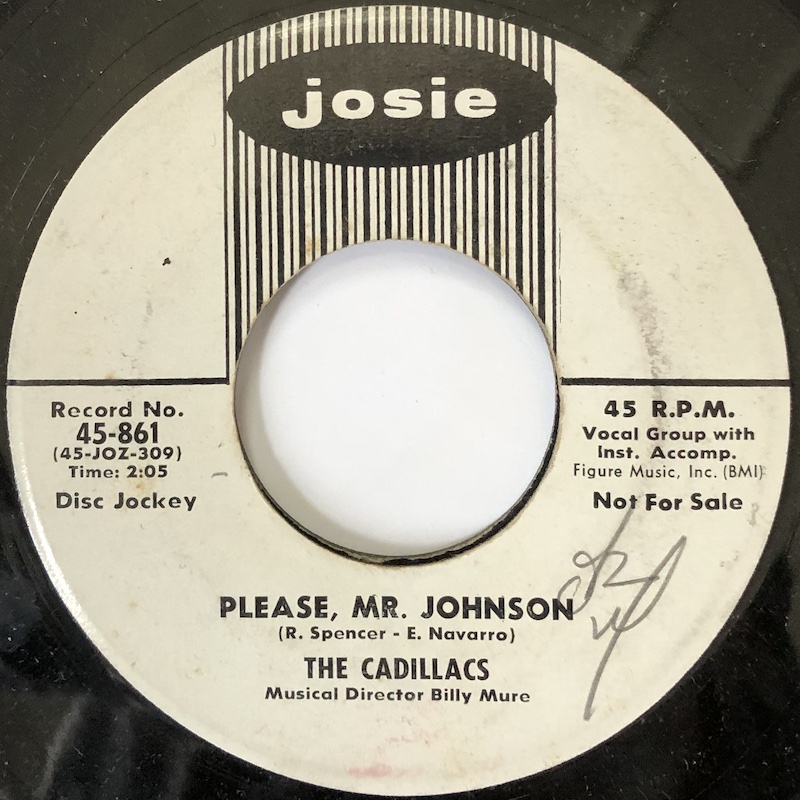 josie
Record No.
45-861
(45-JOZ-309)
Time: 2:05
Disc Jockey
45 R.P.M.
Vocal Group with
Inst. Accomp.
Figure Music, Inc. (BMI)
Not For Sale
PLEASE, MR. JOHNSON
(R. Spencer - E. Navarro)
THE CADILLACS
Musical Director Billy Mure